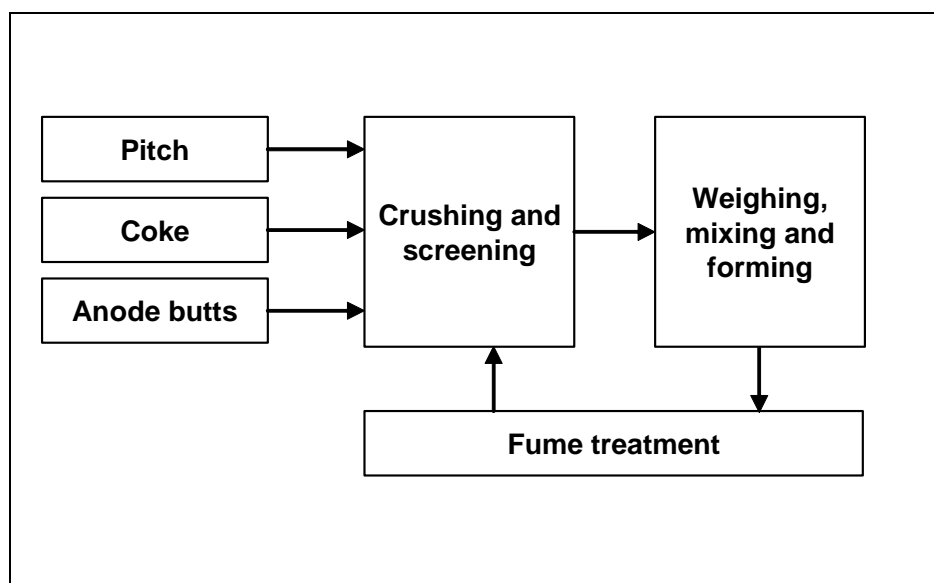 Pitch
Coke
Anode butts
Crushing and
screening
Weighing,
mixing and
forming
Fume treatment